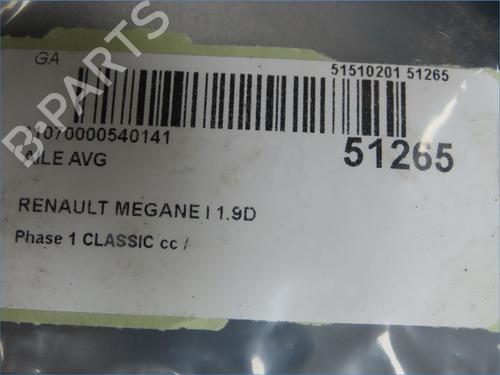 GA
51510201 51265
1070000540141
AILE AVG
51265
RENAULT MEGANE I 1.9D
Phase 1 CLASSIC cc /
B-PARTS